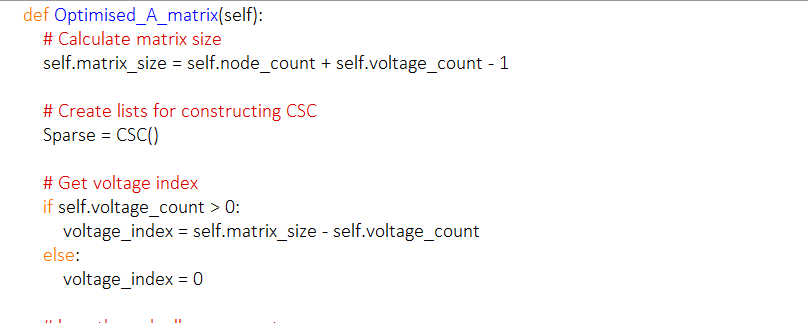 def Optimised_A_matrix(self):
# Calculate matrix size
self.matrix_size = self.node_count + self.voltage_count - 1
# Create lists for constructing CSC
Sparse = CSC()
# Get voltage index
if self.voltage_count > 0:
voltage_index = self.matrix_size - self.voltage_count
else:
voltage_index = 0